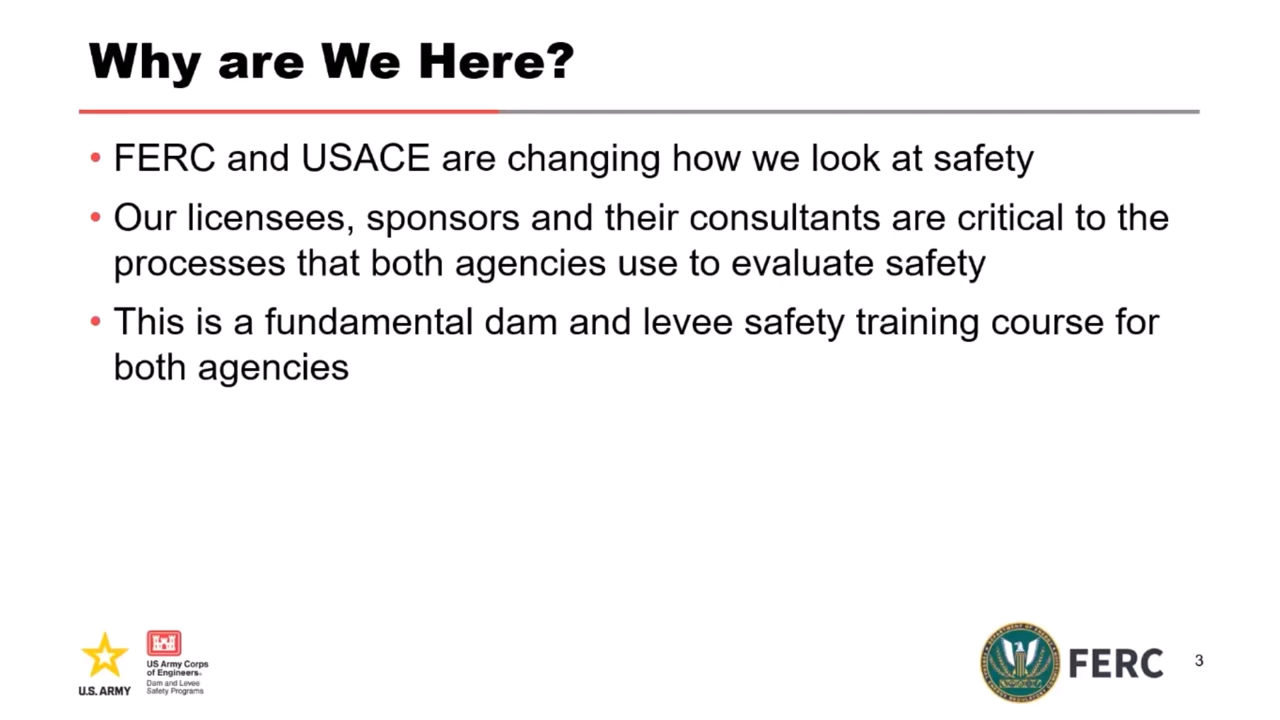 Why are We Here?
• FERC and USACE are changing how we look at safety
• Our licensees, sponsors and their consultants are critical to the
processes that both agencies use to evaluate safety
• This is a fundamental dam and levee safety training course for
both agencies
U.S. ARMY
US Army Corps
of Engineers®
Dam and Levee
Safety Programs
FERC
3